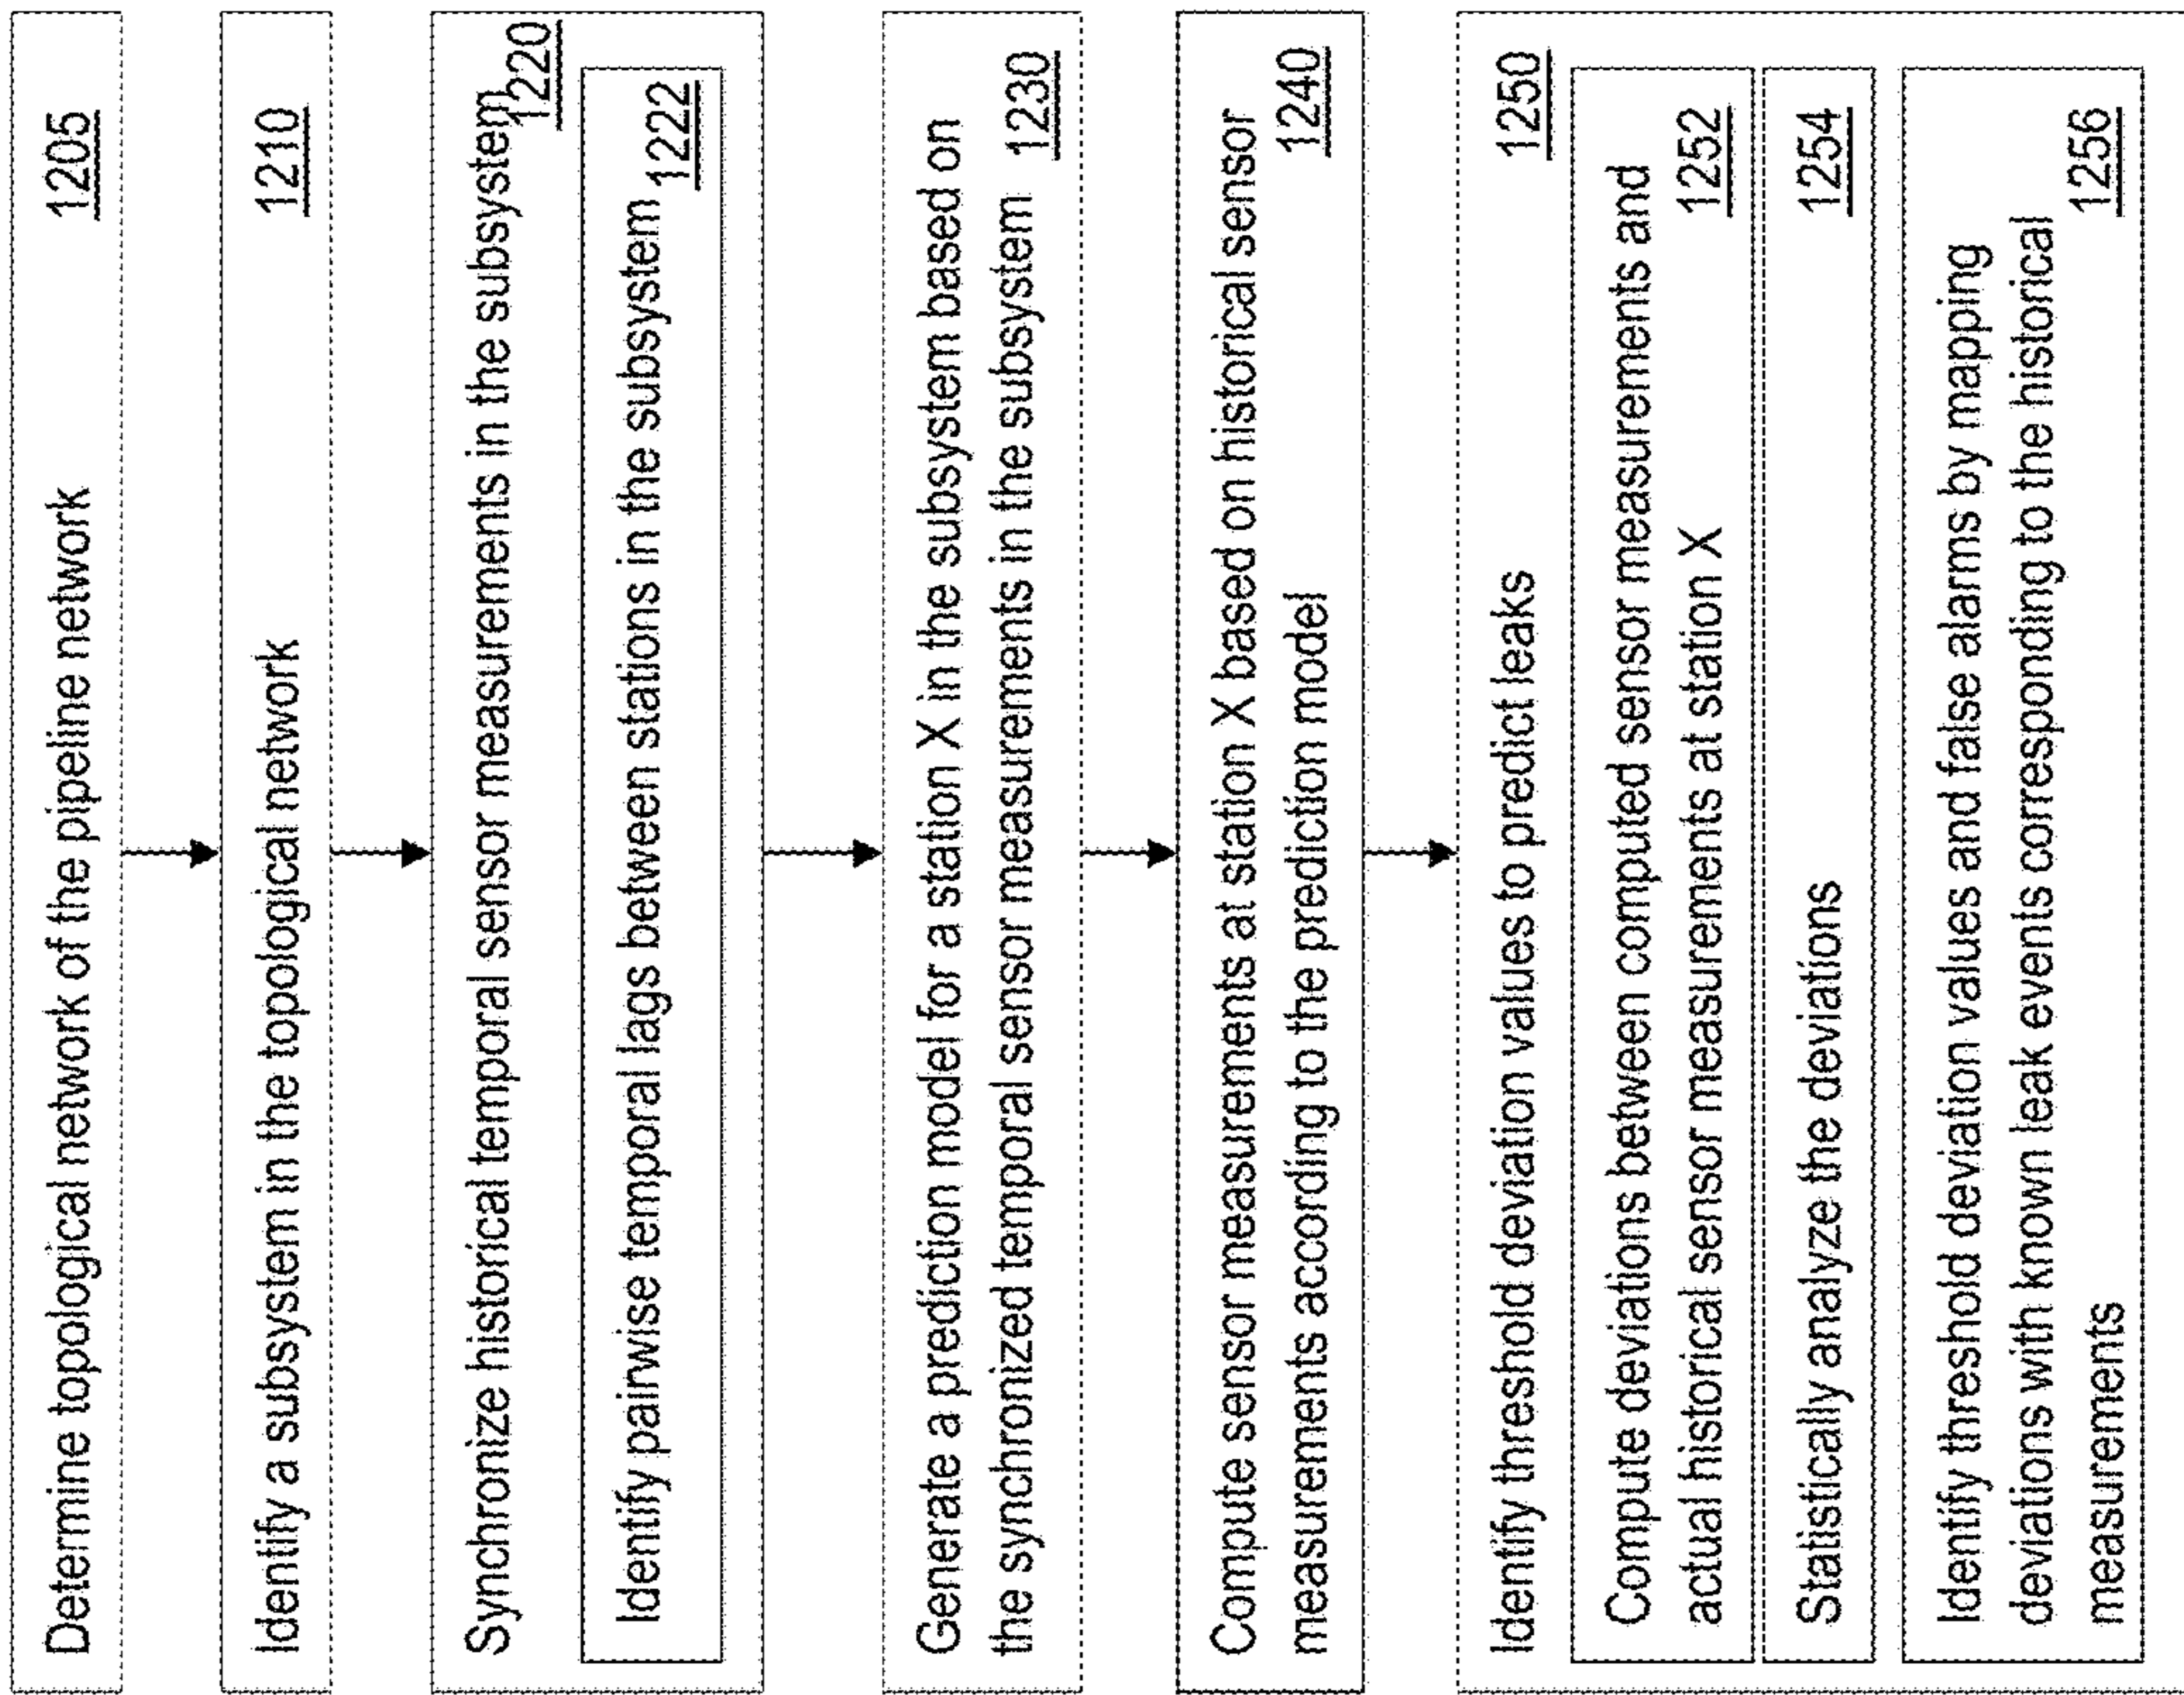 Determine topological network of the pipeline network 1205
Identify a subsystem in the topological network 1210
Synchronize historical temporal sensor measurements in the subsystem
1220
Identify pairwise temporal lags between stations in the subsystem 1222
Generate a prediction model for a station X in the subsystem based on
the synchronized temporal sensor measurements in the subsystem 1230
Compute sensor measurements at station X based on historical sensor
measurements according to the prediction model 1240
Identify threshold deviation values to predict leaks 1250
Compute deviations between computed sensor measurements and
actual historical sensor measurements at station X 1252
Statistically analyze the deviations 1254
Identify threshold deviation values and false alarms by mapping
deviations with known leak events corresponding to the historical
measurements 1256